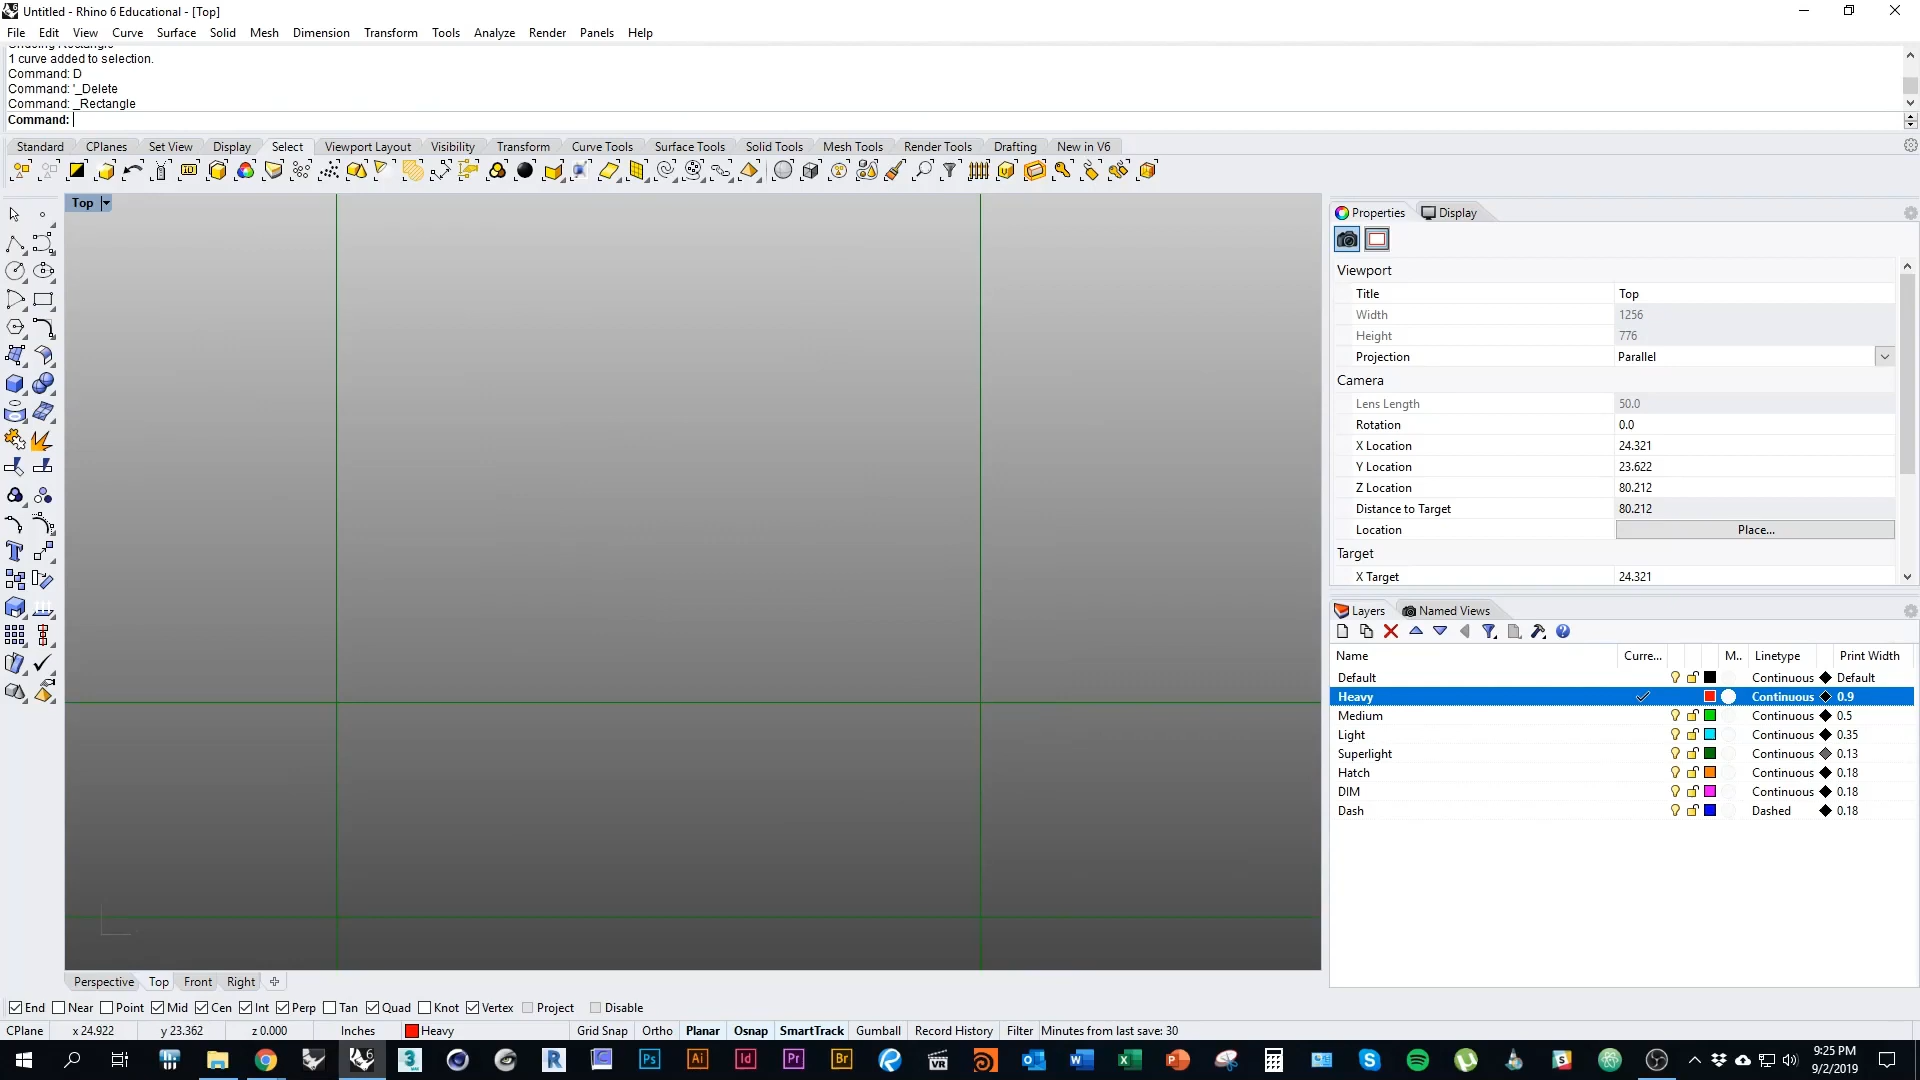 Untitled - Rhino 6 Educational - [Top]
File Edit View Curve Surface Solid Mesh Dimension Transform Tools Analyze Render Panels Help
1 curve added to selection.
Command: D
Command: '_Delete
Command: _Rectangle
Command:
Standard CPlanes Set View Display Select Viewport Layout Visibility Transform Curve Tools Surface Tools Solid Tools Mesh Tools Render Tools Drafting New in V6
Top
Properties Display
Viewport
Title Top
Width 1256
Height 776
Projection Parallel
Camera
Lens Length 50.0
Rotation 0.0
X Location 24.321
Y Location 23.622
Z Location 80.212
Distance to Target 80.212
Location Place...
Target
X Target 24.321
Layers Named Views
Name Curre... M.. Linetype Print Width
Default Continuous Default
Heavy Continuous 0.9
Medium Continuous 0.5
Light Continuous 0.35
Superlight Continuous 0.13
Hatch Continuous 0.18
DIM Continuous 0.18
Dash Dashed 0.18
Perspective Top Front Right
End Near Point Mid Cen Int Perp Tan Quad Knot Vertex Project Disable
CPlane x 24.922 y 23.362 z 0.000 Inches Heavy Grid Snap Ortho Planar Osnap SmartTrack Gumball Record History Filter Minutes from last save: 30
Ps Ai Id Pr Br
9:25 PM
9/2/2019